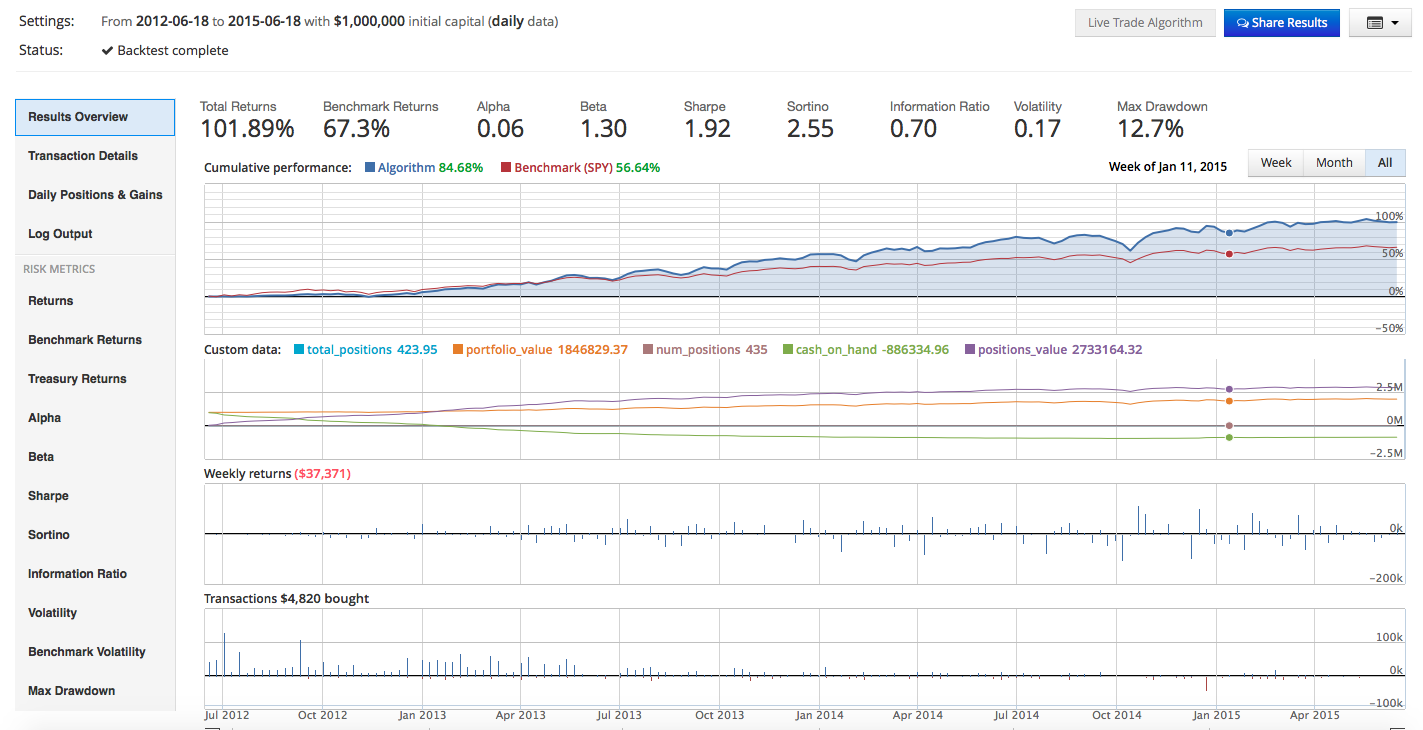 Settings: From 2012-06-18 to 2015-06-18 with $1,000,000 initial capital (daily data)
Live Trade Algorithm Share Results
Status: Backtest complete
Results Overview
Transaction Details
Daily Positions & Gains
Log Output
RISK METRICS
Returns
Benchmark Returns
Treasury Returns
Alpha
Beta
Sharpe
Sortino
Information Ratio
Volatility
Benchmark Volatility
Max Drawdown
Total Returns Benchmark Returns Alpha Beta Sharpe Sortino Information Ratio Volatility Max Drawdown
101.89% 67.3% 0.06 1.30 1.92 2.55 0.70 0.17 12.7%
Cumulative performance: Algorithm 84.68% Benchmark (SPY) 56.64% Week of Jan 11, 2015 Week Month All
100%
50%
0%
−50%
Custom data: total_positions 423.95 portfolio_value 1846829.37 num_positions 435 cash_on_hand -886334.96 positions_value 2733164.32
2.5M
0M
−2.5M
Weekly returns ($37,371)
0k
−200k
Transactions $4,820 bought
100k
0k
−100k
Jul 2012 Oct 2012 Jan 2013 Apr 2013 Jul 2013 Oct 2013 Jan 2014 Apr 2014 Jul 2014 Oct 2014 Jan 2015 Apr 2015